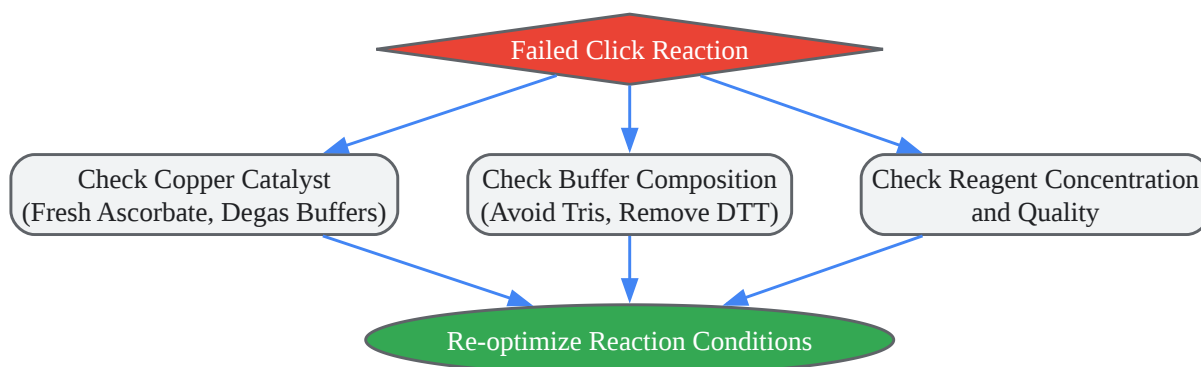 Failed Click Reaction
Check Copper Catalyst
(Fresh Ascorbate, Degas Buffers)
Check Buffer Composition
(Avoid Tris, Remove DTT)
Check Reagent Concentration
and Quality
Re-optimize Reaction Conditions